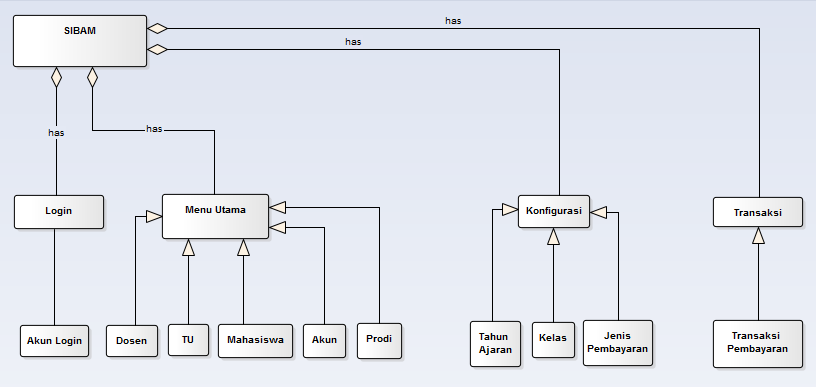 SIBAM
has
has
has
has
Login
Menu Utama
Konfigurasi
Transaksi
Akun Login
Dosen
TU
Mahasiswa
Akun
Prodi
Tahun
Ajaran
Kelas
Jenis
Pembayaran
Transaksi
Pembayaran